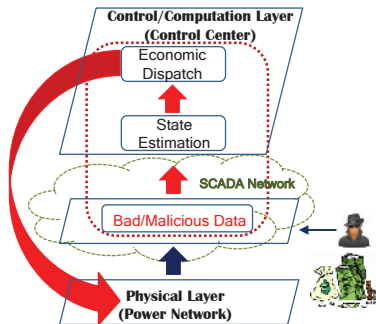 Control/Computation Layer
(Control Center)
Economic
Dispatch
State
Estimation
SCADA Network
Bad/Malicious Data
Physical Layer
(Power Network)